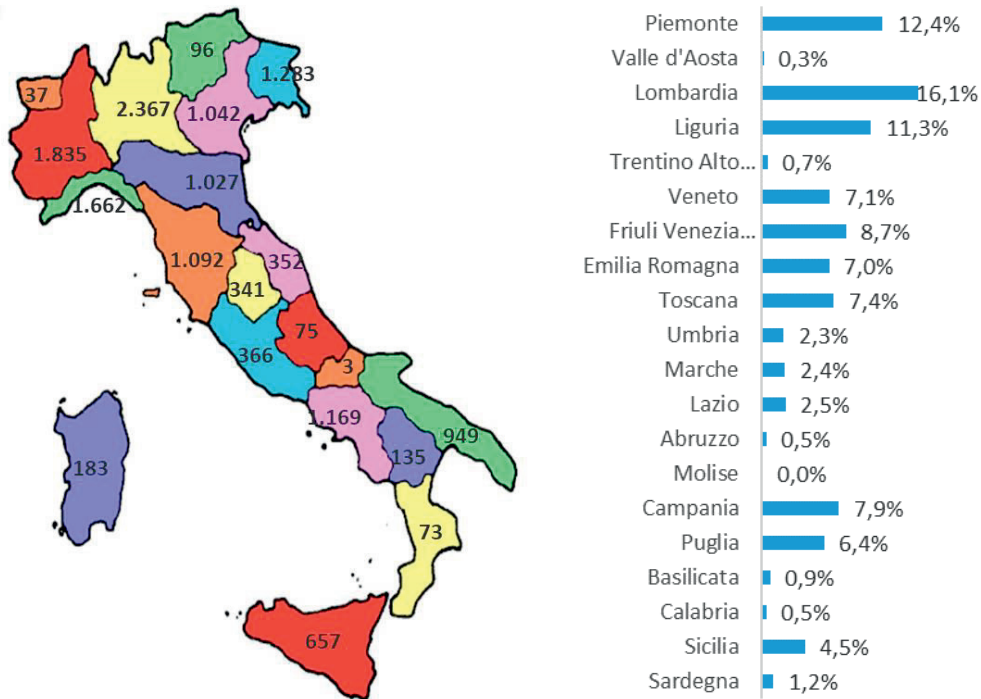 96
1.283
37
2.367
1.042
1.835
1.027
1.662
1.092
352
341
75
366
3
1.169
949
135
183
73
657
Piemonte 12,4%
Valle d'Aosta 0,3%
Lombardia 16,1%
Liguria 11,3%
Trentino Alto... 0,7%
Veneto 7,1%
Friuli Venezia... 8,7%
Emilia Romagna 7,0%
Toscana 7,4%
Umbria 2,3%
Marche 2,4%
Lazio 2,5%
Abruzzo 0,5%
Molise 0,0%
Campania 7,9%
Puglia 6,4%
Basilicata 0,9%
Calabria 0,5%
Sicilia 4,5%
Sardegna 1,2%